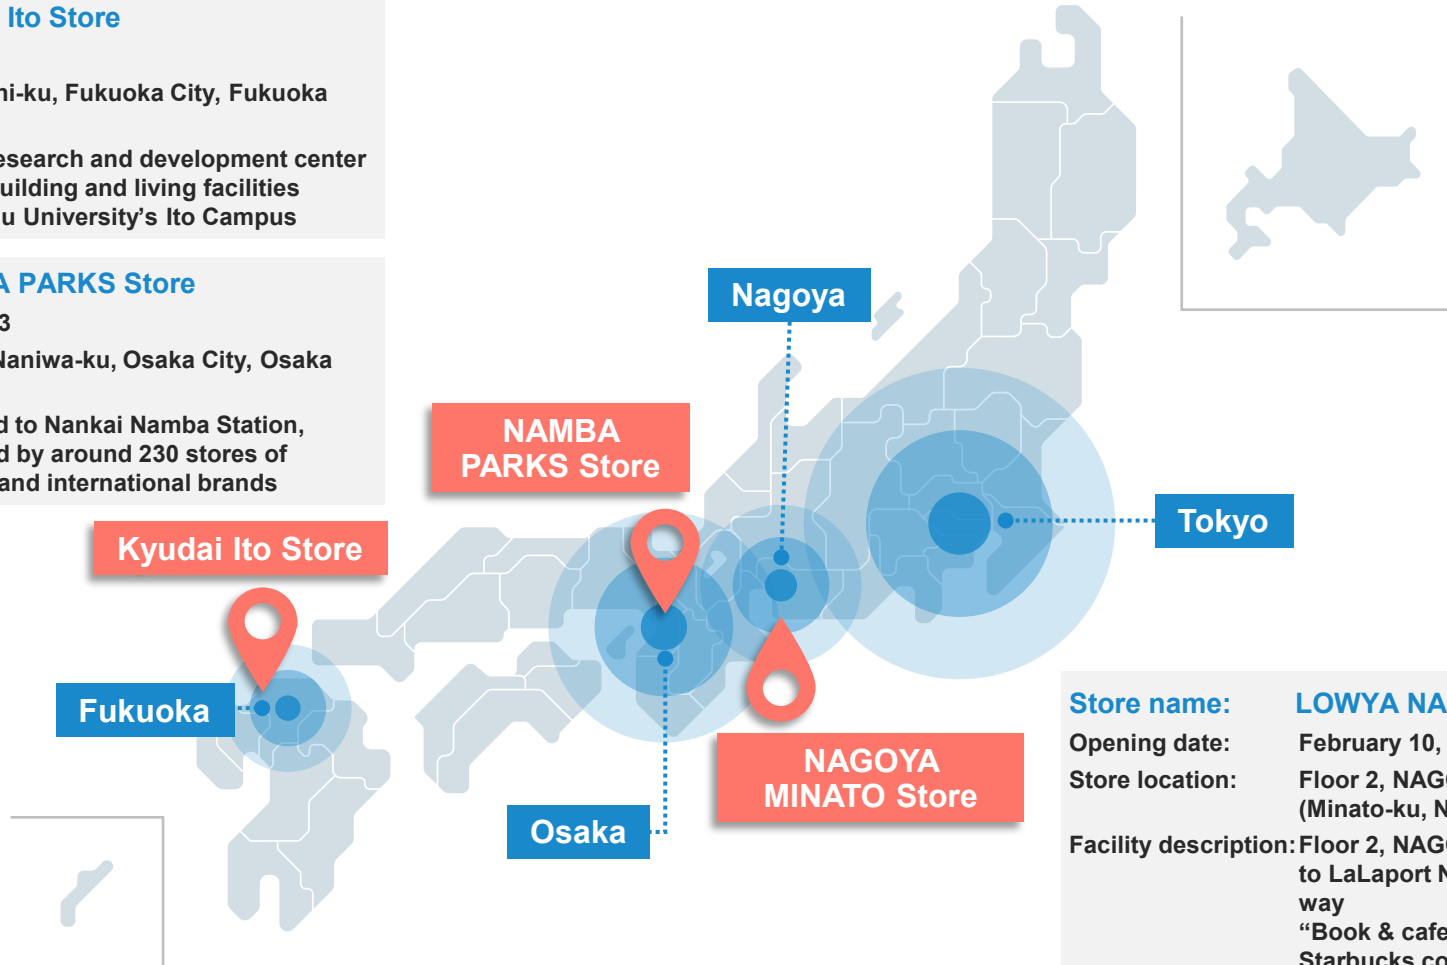 Ito Store
ni-ku, Fukuoka City, Fukuoka
esearch and development center
uilding and living facilities
u University’s Ito Campus
A PARKS Store
3
Naniwa-ku, Osaka City, Osaka
d to Nankai Namba Station,
d by around 230 stores of
and international brands
Nagoya
NAMBA
PARKS Store
Tokyo
Kyudai Ito Store
Fukuoka
NAGOYA
MINATO Store
Osaka
Store name: LOWYA NA
Opening date: February 10,
Store location: Floor 2, NAG
(Minato-ku, N
Facility description: Floor 2, NAG
to LaLaport N
way
“Book & cafe
Starbucks co